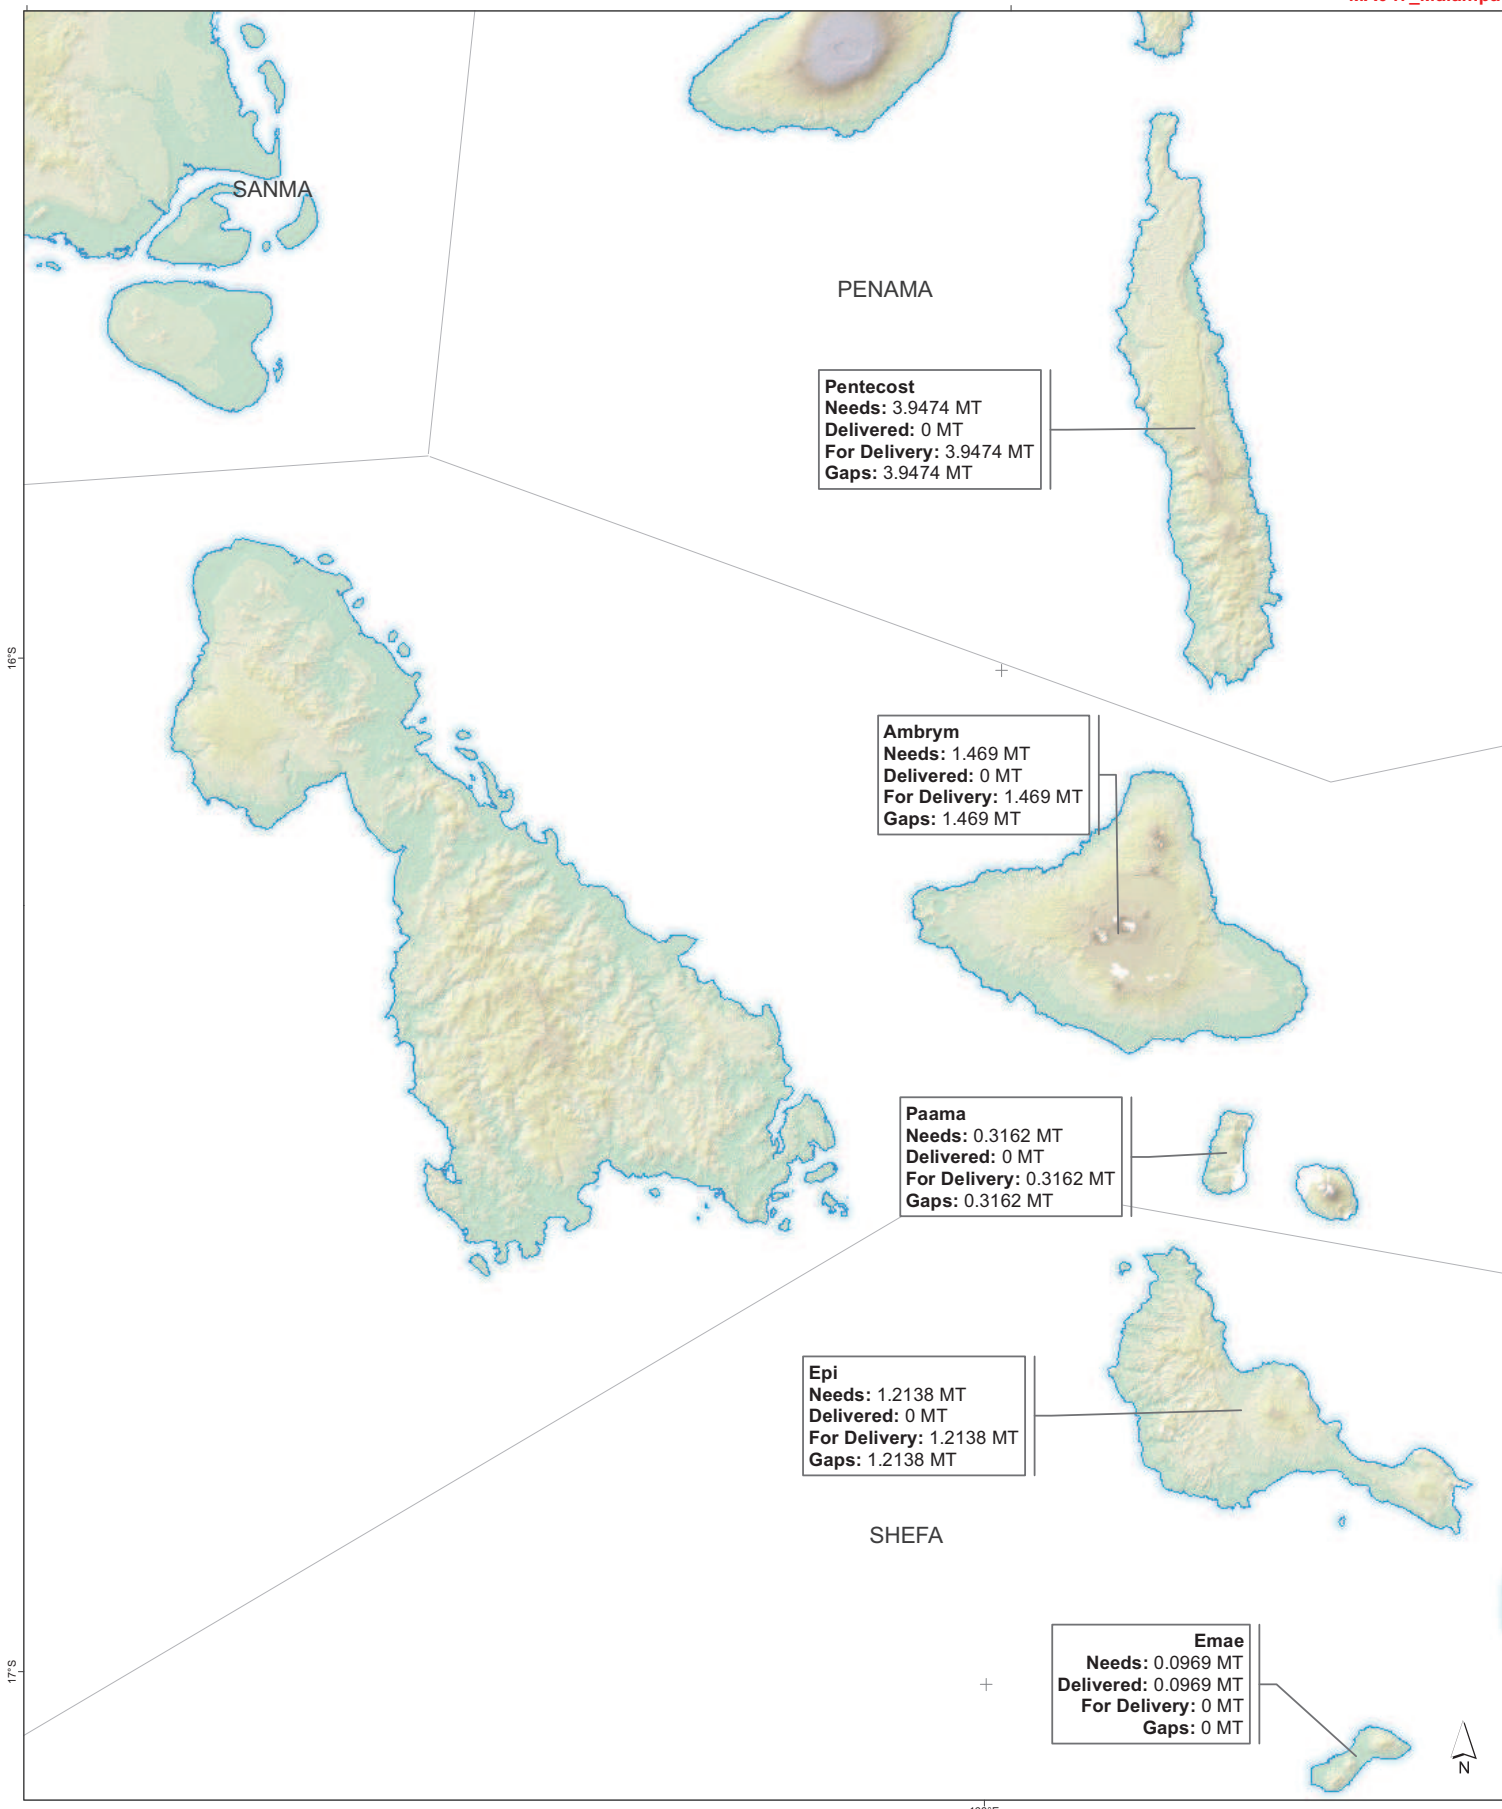 SANMA
PENAMA
Pentecost
Needs: 3.9474 MT
Delivered: 0 MT
For Delivery: 3.9474 MT
Gaps: 3.9474 MT
16°S
Ambrym
Needs: 1.469 MT
Delivered: 0 MT
For Delivery: 1.469 MT
Gaps: 1.469 MT
Paama
Needs: 0.3162 MT
Delivered: 0 MT
For Delivery: 0.3162 MT
Gaps: 0.3162 MT
Epi
Needs: 1.2138 MT
Delivered: 0 MT
For Delivery: 1.2138 MT
Gaps: 1.2138 MT
SHEFA
17°S
Emae
Needs: 0.0969 MT
Delivered: 0.0969 MT
For Delivery: 0 MT
Gaps: 0 MT
N